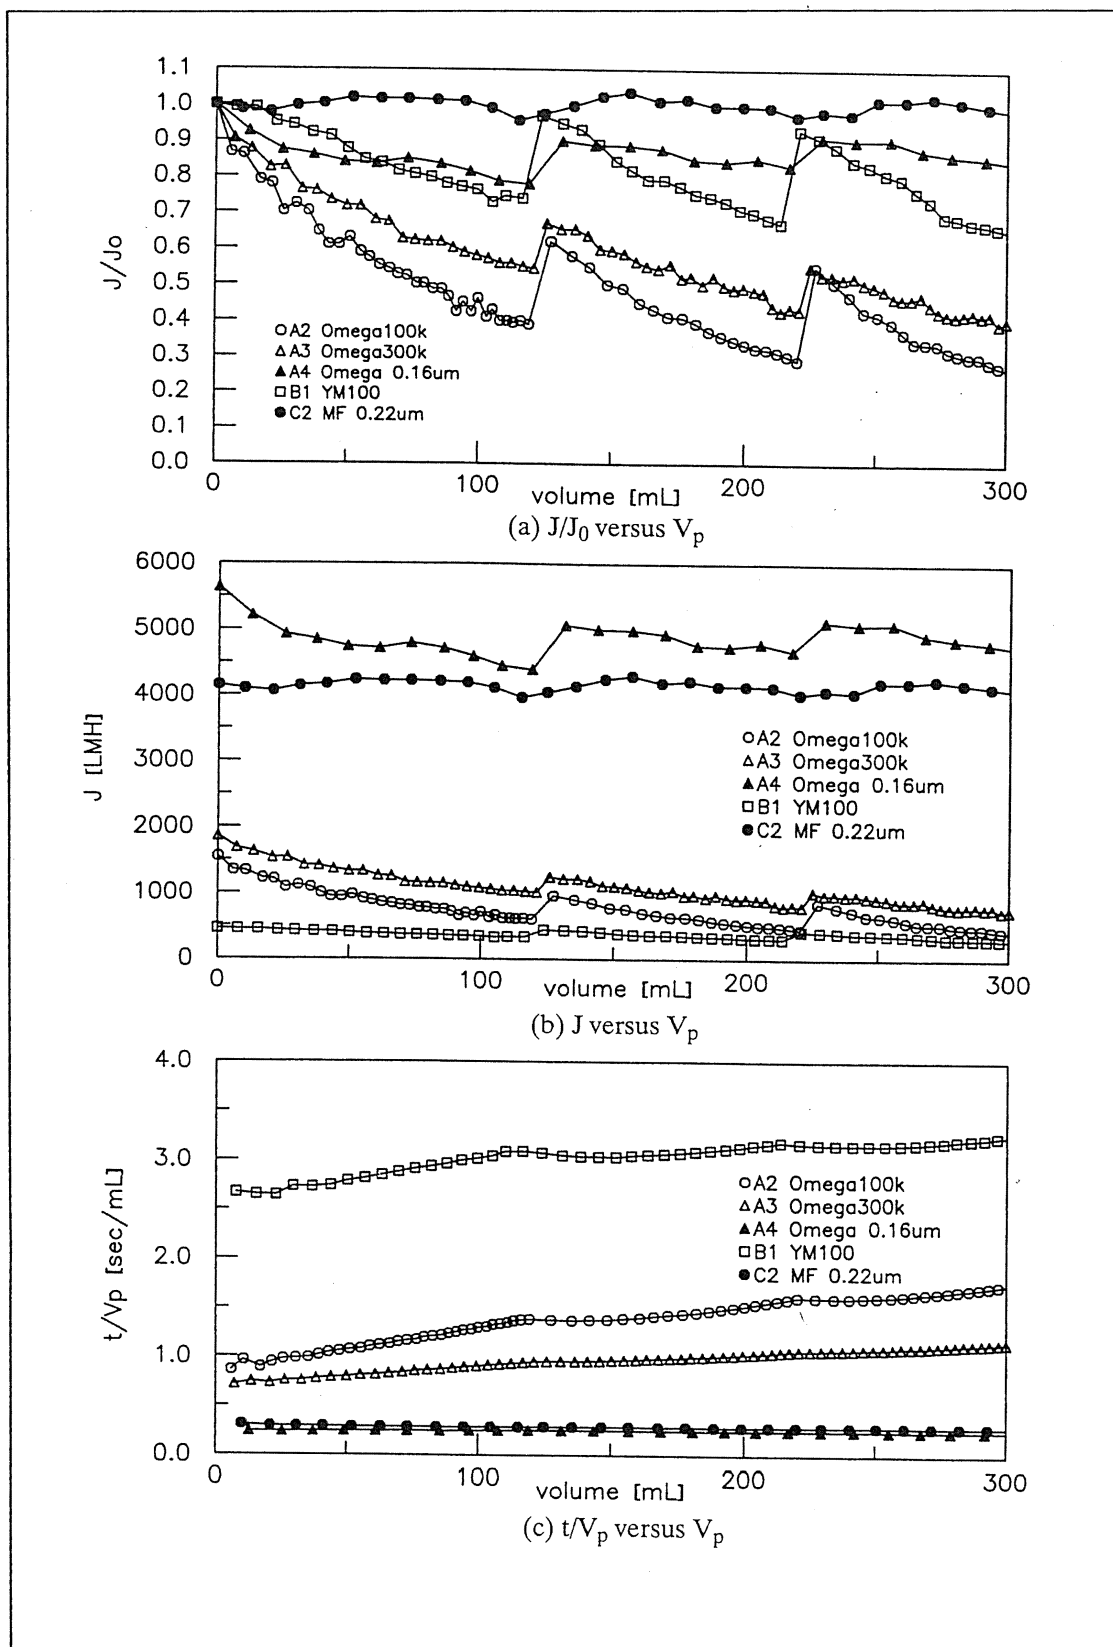 1.1
1.0
0.9
0.8
0.7
0.6
0.5
0.4
0.3
0.2
0.1
0.0
J/Jo
A2 Omega100k
A3 Omega300k
A4 Omega 0.16um
B1 YM100
C2 MF 0.22um
0 100 200 300
volume [mL]
(a) J/J0 versus Vp
6000
5000
4000
3000
2000
1000
0
J [LMH]
A2 Omega100k
A3 Omega300k
A4 Omega 0.16um
B1 YM100
C2 MF 0.22um
0 100 200 300
volume [mL]
(b) J versus Vp
4.0
3.0
2.0
1.0
0.0
t/Vp [sec/mL]
A2 Omega100k
A3 Omega300k
A4 Omega 0.16um
B1 YM100
C2 MF 0.22um
0 100 200 300
volume [mL]
(c) t/Vp versus Vp